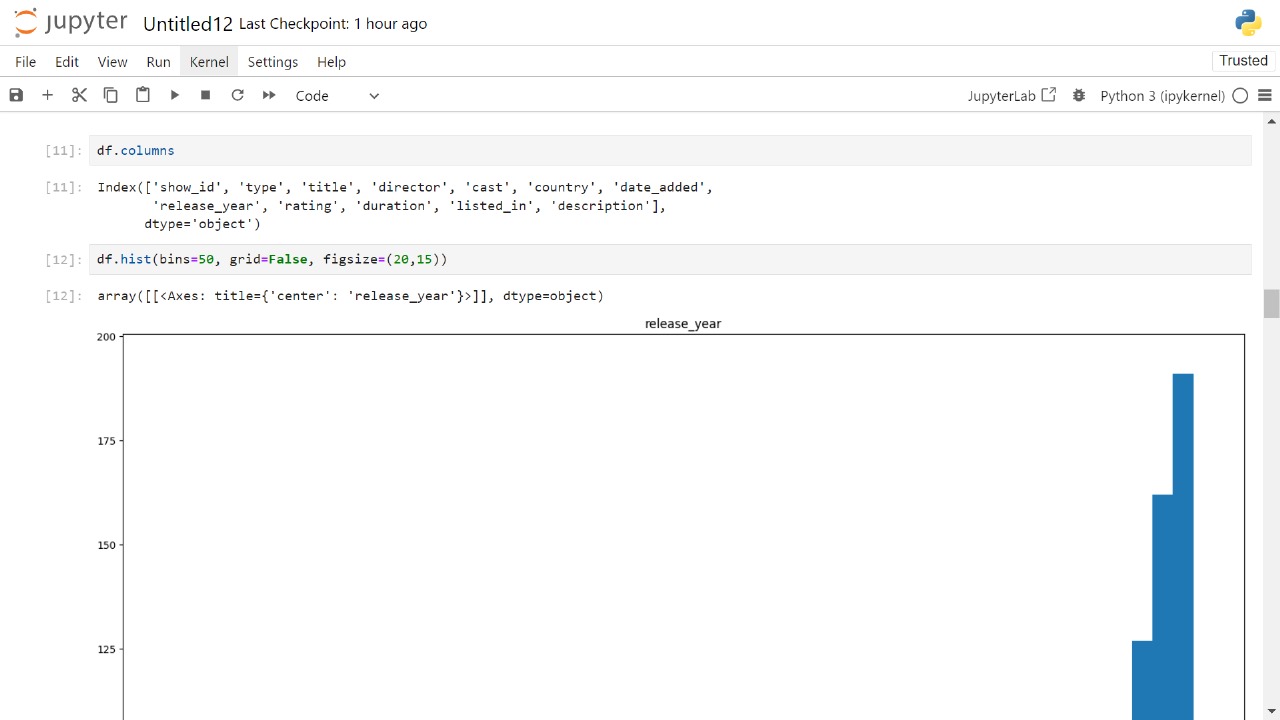 jupyter Untitled12 Last Checkpoint: 1 hour ago
File Edit View Run Kernel Settings Help Trusted
Code JupyterLab Python 3 (ipykernel)
[11]: df.columns
[11]: Index(['show_id', 'type', 'title', 'director', 'cast', 'country', 'date_added',
'release_year', 'rating', 'duration', 'listed_in', 'description'],
dtype='object')
[12]: df.hist(bins=50, grid=False, figsize=(20,15))
[12]: array([[<Axes: title={'center': 'release_year'}>]], dtype=object)
release_year
200
175
150
125